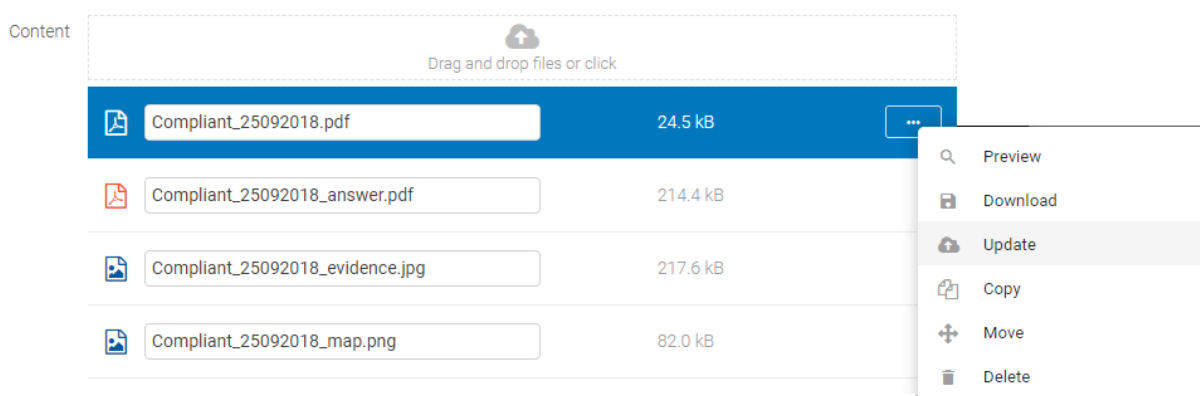 Content
Drag and drop files or click
Compliant_25092018.pdf 24.5 kB ...
Compliant_25092018_answer.pdf 214.4 kB
Compliant_25092018_evidence.jpg 217.6 kB
Compliant_25092018_map.png 82.0 kB
Preview
Download
Update
Copy
Move
Delete